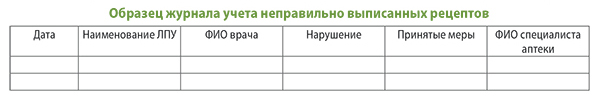 Образец журнала учета неправильно выписанных рецептов
Дата Наименование ЛПУ ФИО врача Нарушение Принятые меры ФИО специалиста
аптеки